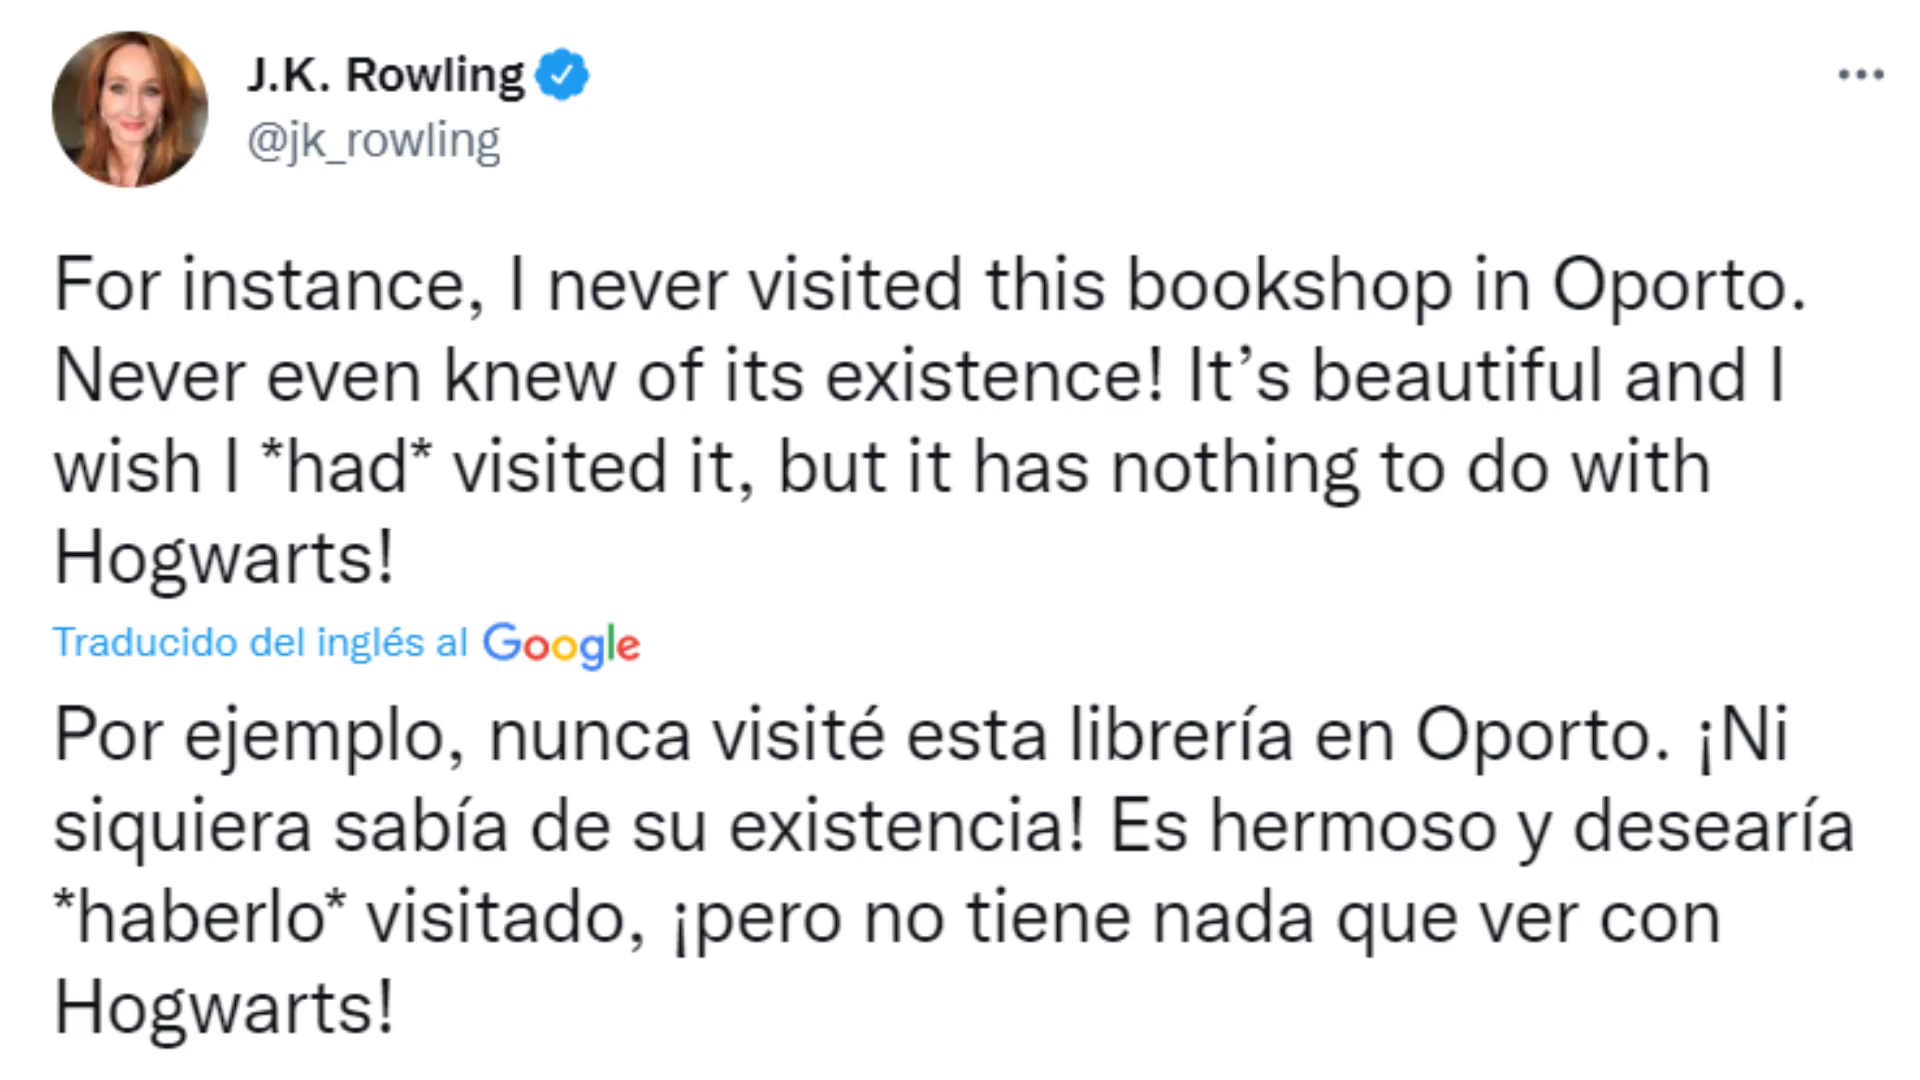 J.K. Rowling
@jk_rowling
For instance, I never visited this bookshop in Oporto.
Never even knew of its existence! It’s beautiful and I
wish I *had* visited it, but it has nothing to do with
Hogwarts!
Traducido del inglés al Google
Por ejemplo, nunca visité esta librería en Oporto. ¡Ni
siquiera sabía de su existencia! Es hermoso y desearía
*haberlo* visitado, ¡pero no tiene nada que ver con
Hogwarts!